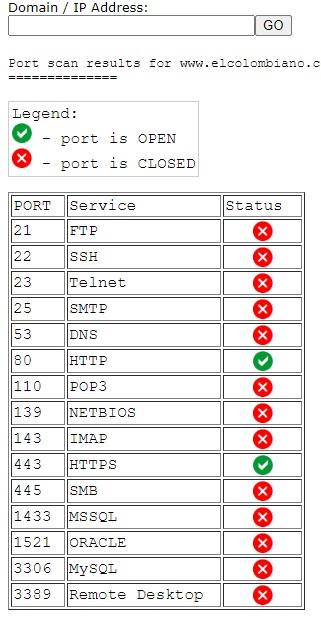 Domain / IP Address:
GO
Port scan results for www.elcolombiano.c
==============
Legend:
- port is OPEN
- port is CLOSED
PORT Service Status
21 FTP
22 SSH
23 Telnet
25 SMTP
53 DNS
80 HTTP
110 POP3
139 NETBIOS
143 IMAP
443 HTTPS
445 SMB
1433 MSSQL
1521 ORACLE
3306 MySQL
3389 Remote Desktop